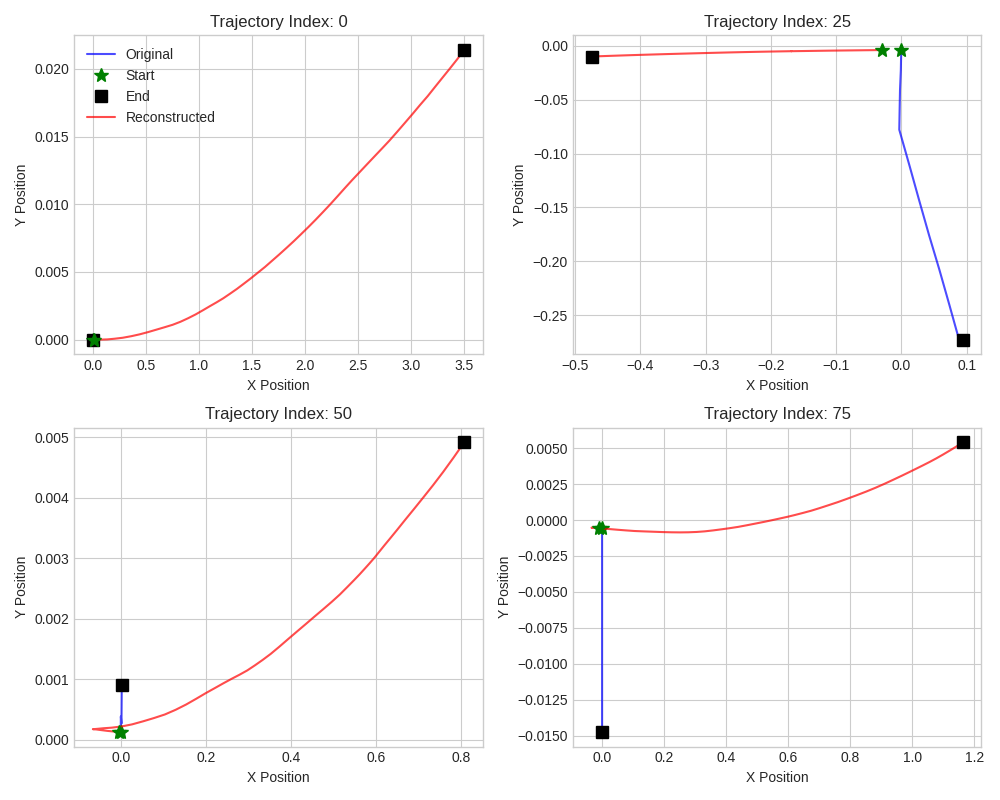 Trajectory Index: 0
Original
Start
End
Reconstructed
0.020
0.015
0.010
0.005
0.000
Y Position
0.0 0.5 1.0 1.5 2.0 2.5 3.0 3.5
X Position
Trajectory Index: 25
0.00
−0.05
−0.10
−0.15
−0.20
−0.25
Y Position
−0.5 −0.4 −0.3 −0.2 −0.1 0.0 0.1
X Position
Trajectory Index: 50
0.005
0.004
0.003
0.002
0.001
0.000
Y Position
0.0 0.2 0.4 0.6 0.8
X Position
Trajectory Index: 75
0.0050
0.0025
0.0000
−0.0025
−0.0050
−0.0075
−0.0100
−0.0125
−0.0150
Y Position
0.0 0.2 0.4 0.6 0.8 1.0 1.2
X Position